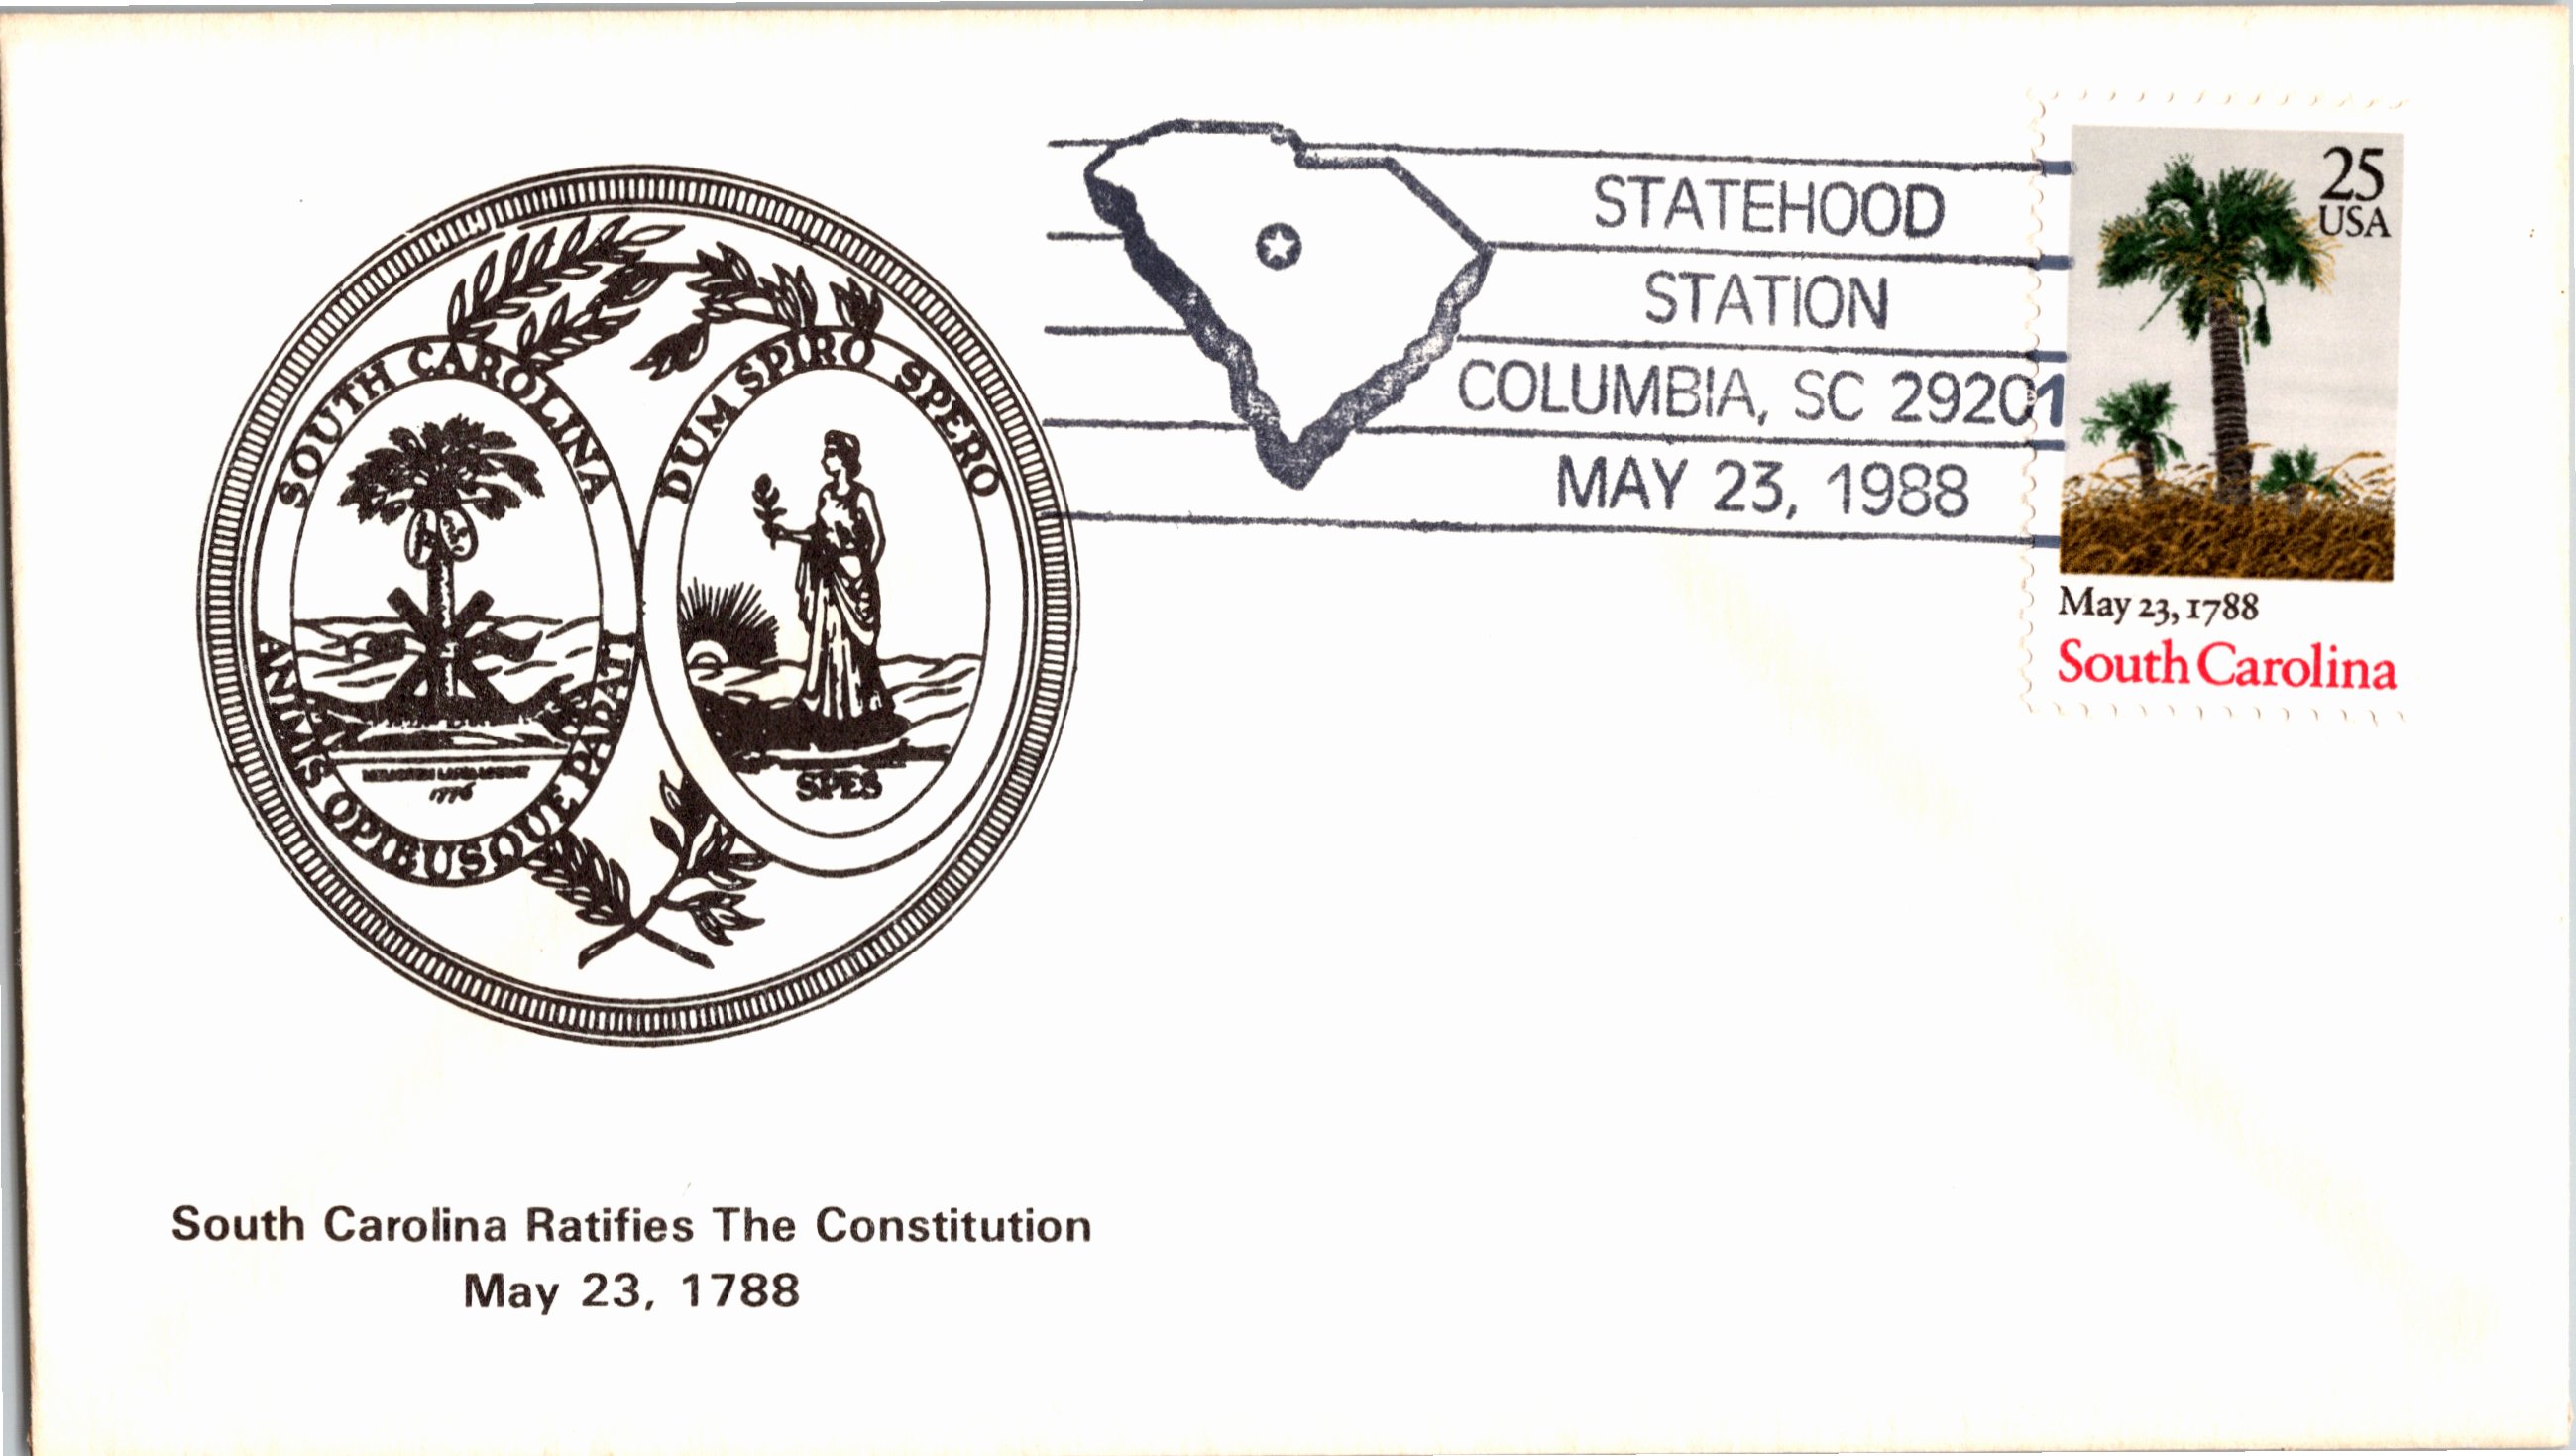 SOUTH CAROLINA
DUM SPIRO SPERO
ANIMIS OPIBUSQUE PARATI
1776
SPES
STATEHOOD
STATION
COLUMBIA, SC 29201
MAY 23, 1988
25
USA
May 23, 1788
South Carolina
South Carolina Ratifies The Constitution
May 23, 1788